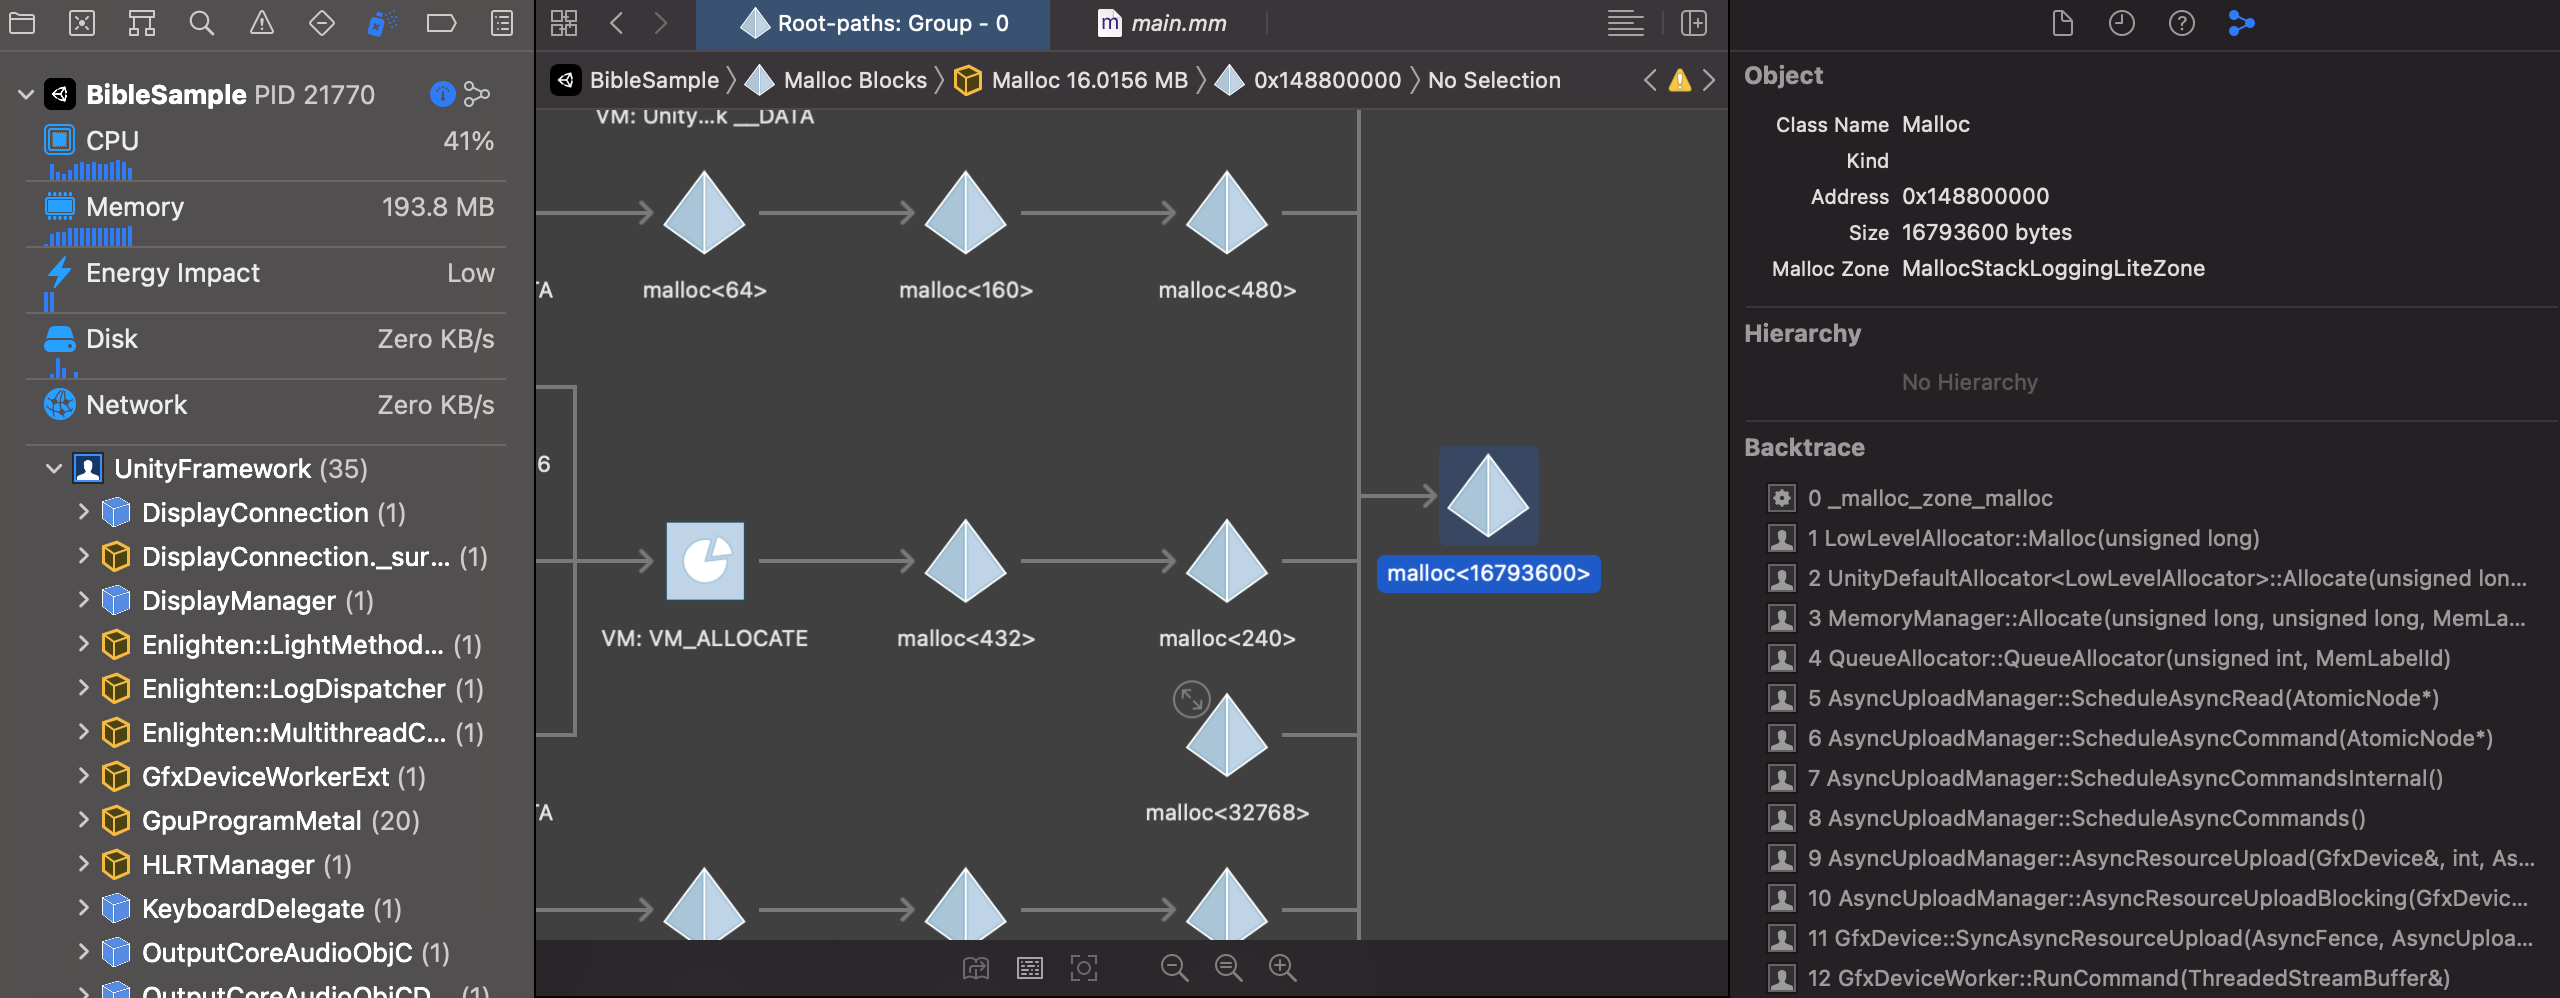 BibleSample PID 21770
CPU 41%
Memory 193.8 MB
Energy Impact Low
Disk Zero KB/s
Network Zero KB/s
UnityFramework (35)
DisplayConnection (1)
DisplayConnection._sur... (1)
DisplayManager (1)
Enlighten::LightMethod... (1)
Enlighten::LogDispatcher (1)
Enlighten::MultithreadC... (1)
GfxDeviceWorkerExt (1)
GpuProgramMetal (20)
HLRTManager (1)
KeyboardDelegate (1)
OutputCoreAudioObjC (1)
OutputCoreAudioObjCD... (1)
Root-paths: Group - 0
m main.mm
BibleSample Malloc Blocks Malloc 16.0156 MB 0x148800000 No Selection
VM: Unity...k __DATA
TA malloc<64> malloc<160> malloc<480>
6
malloc<16793600>
VM: VM_ALLOCATE malloc<432> malloc<240>
TA malloc<32768>
Object
Class Name Malloc
Kind
Address 0x148800000
Size 16793600 bytes
Malloc Zone MallocStackLoggingLiteZone
Hierarchy
No Hierarchy
Backtrace
0 _malloc_zone_malloc
1 LowLevelAllocator::Malloc(unsigned long)
2 UnityDefaultAllocator<LowLevelAllocator>::Allocate(unsigned lon...
3 MemoryManager::Allocate(unsigned long, unsigned long, MemLa...
4 QueueAllocator::QueueAllocator(unsigned int, MemLabelId)
5 AsyncUploadManager::ScheduleAsyncRead(AtomicNode*)
6 AsyncUploadManager::ScheduleAsyncCommand(AtomicNode*)
7 AsyncUploadManager::ScheduleAsyncCommandsInternal()
8 AsyncUploadManager::ScheduleAsyncCommands()
9 AsyncUploadManager::AsyncResourceUpload(GfxDevice&, int, As...
10 AsyncUploadManager::AsyncResourceUploadBlocking(GfxDevic...
11 GfxDevice::SyncAsyncResourceUpload(AsyncFence, AsyncUploa...
12 GfxDeviceWorker::RunCommand(ThreadedStreamBuffer&)